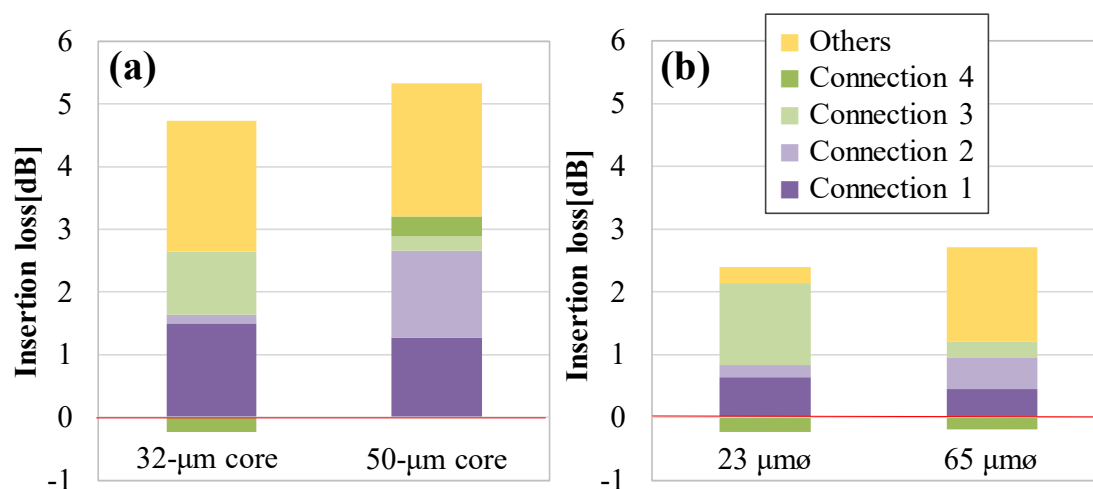 (a)
Insertion loss[dB]
6
5
4
3
2
1
0
-1
32-μm core
50-μm core
(b)
Insertion loss[dB]
6
5
4
3
2
1
0
-1
23 μmø
65 μmø
Others
Connection 4
Connection 3
Connection 2
Connection 1